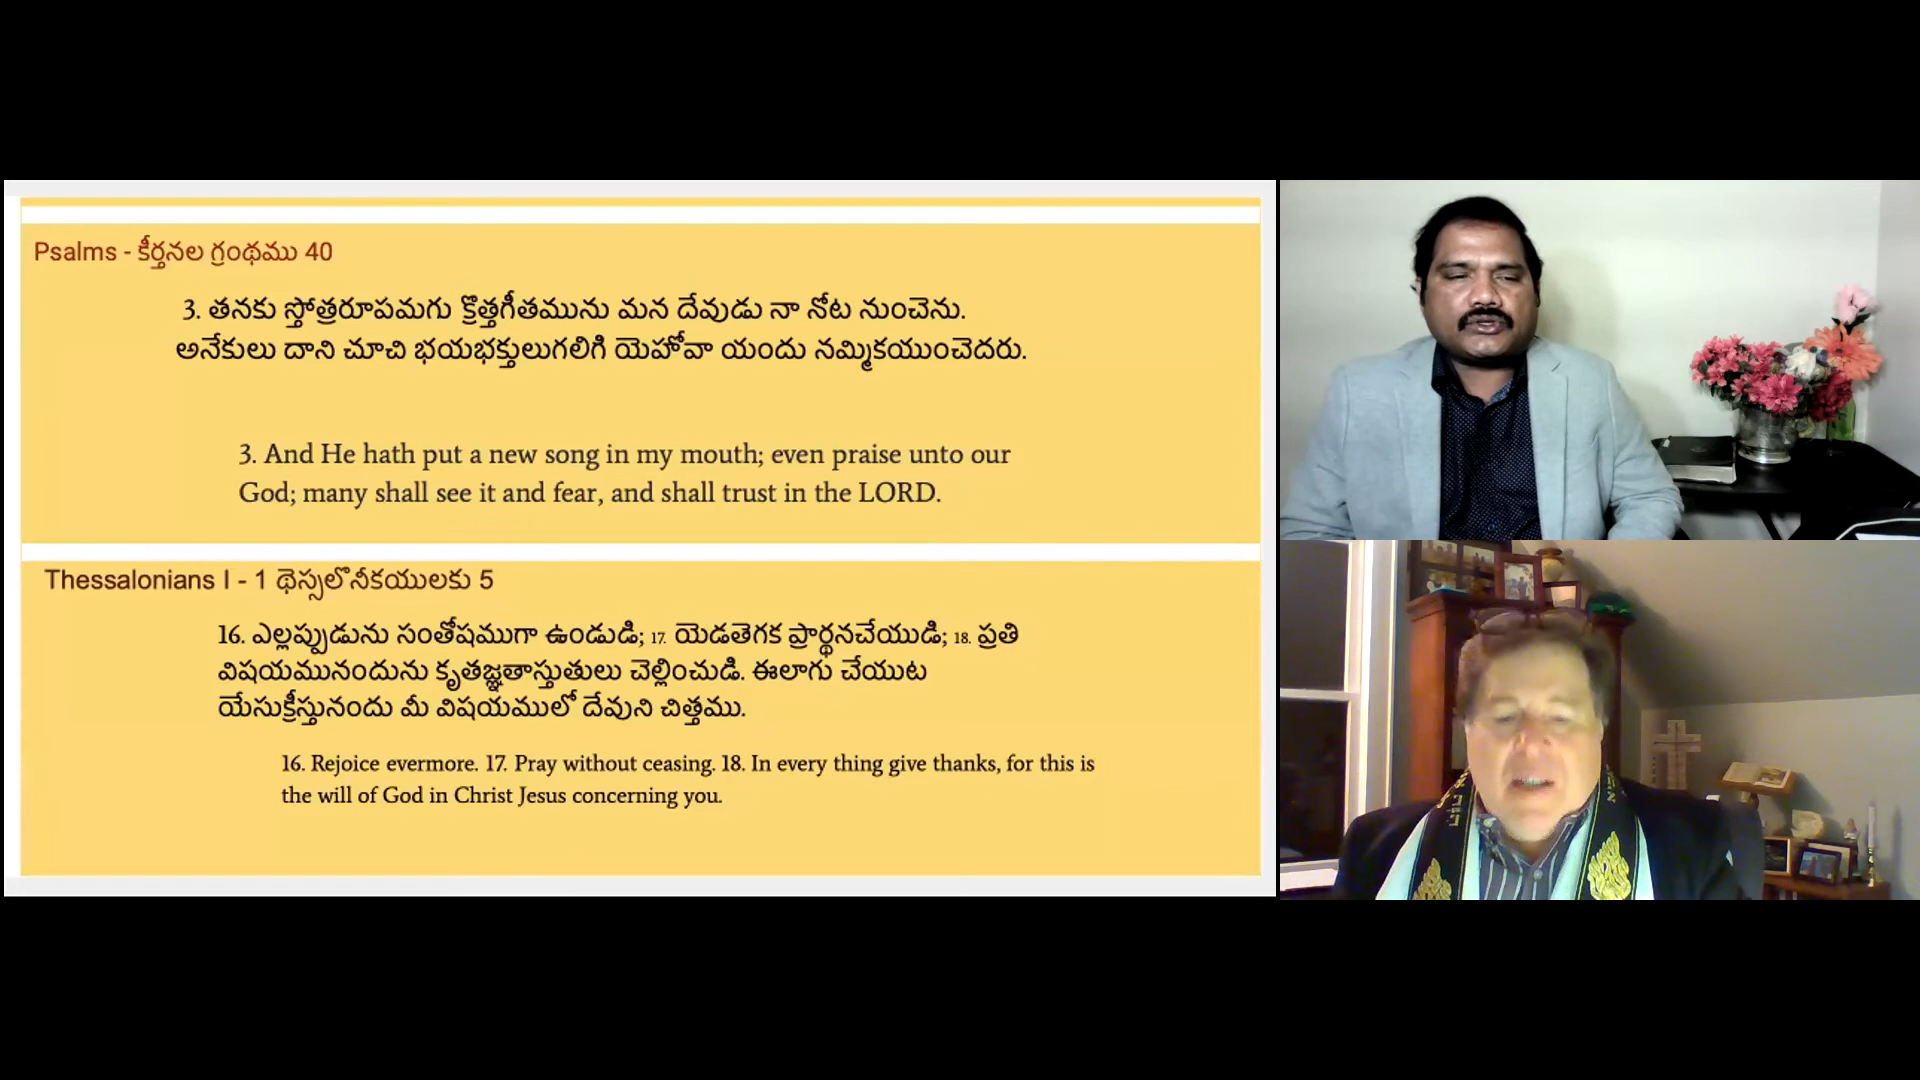 Psalms - కీర్తనల గ్రంథము 40
3. తనకు స్తోత్రరూపమగు క్రొత్తగీతమును మన దేవుడు నా నోట నుంచెను.
అనేకులు దాని చూచి భయభక్తులుగలిగి యెహోవా యందు నమ్మికయుంచెదరు.
3. And He hath put a new song in my mouth; even praise unto our
God; many shall see it and fear, and shall trust in the LORD.
Thessalonians I - 1 థెస్సలొనీకయులకు 5
16. ఎల్లప్పుడును సంతోషముగా ఉండుడి; 17. యెడతెగక ప్రార్థనచేయుడి; 18. ప్రతి
విషయమునందును కృతజ్ఞతాస్తుతులు చెల్లించుడి. ఈలాగు చేయుట
యేసుక్రీస్తునందు మీ విషయములో దేవుని చిత్తము.
16. Rejoice evermore. 17. Pray without ceasing. 18. In every thing give thanks, for this is
the will of God in Christ Jesus concerning you.